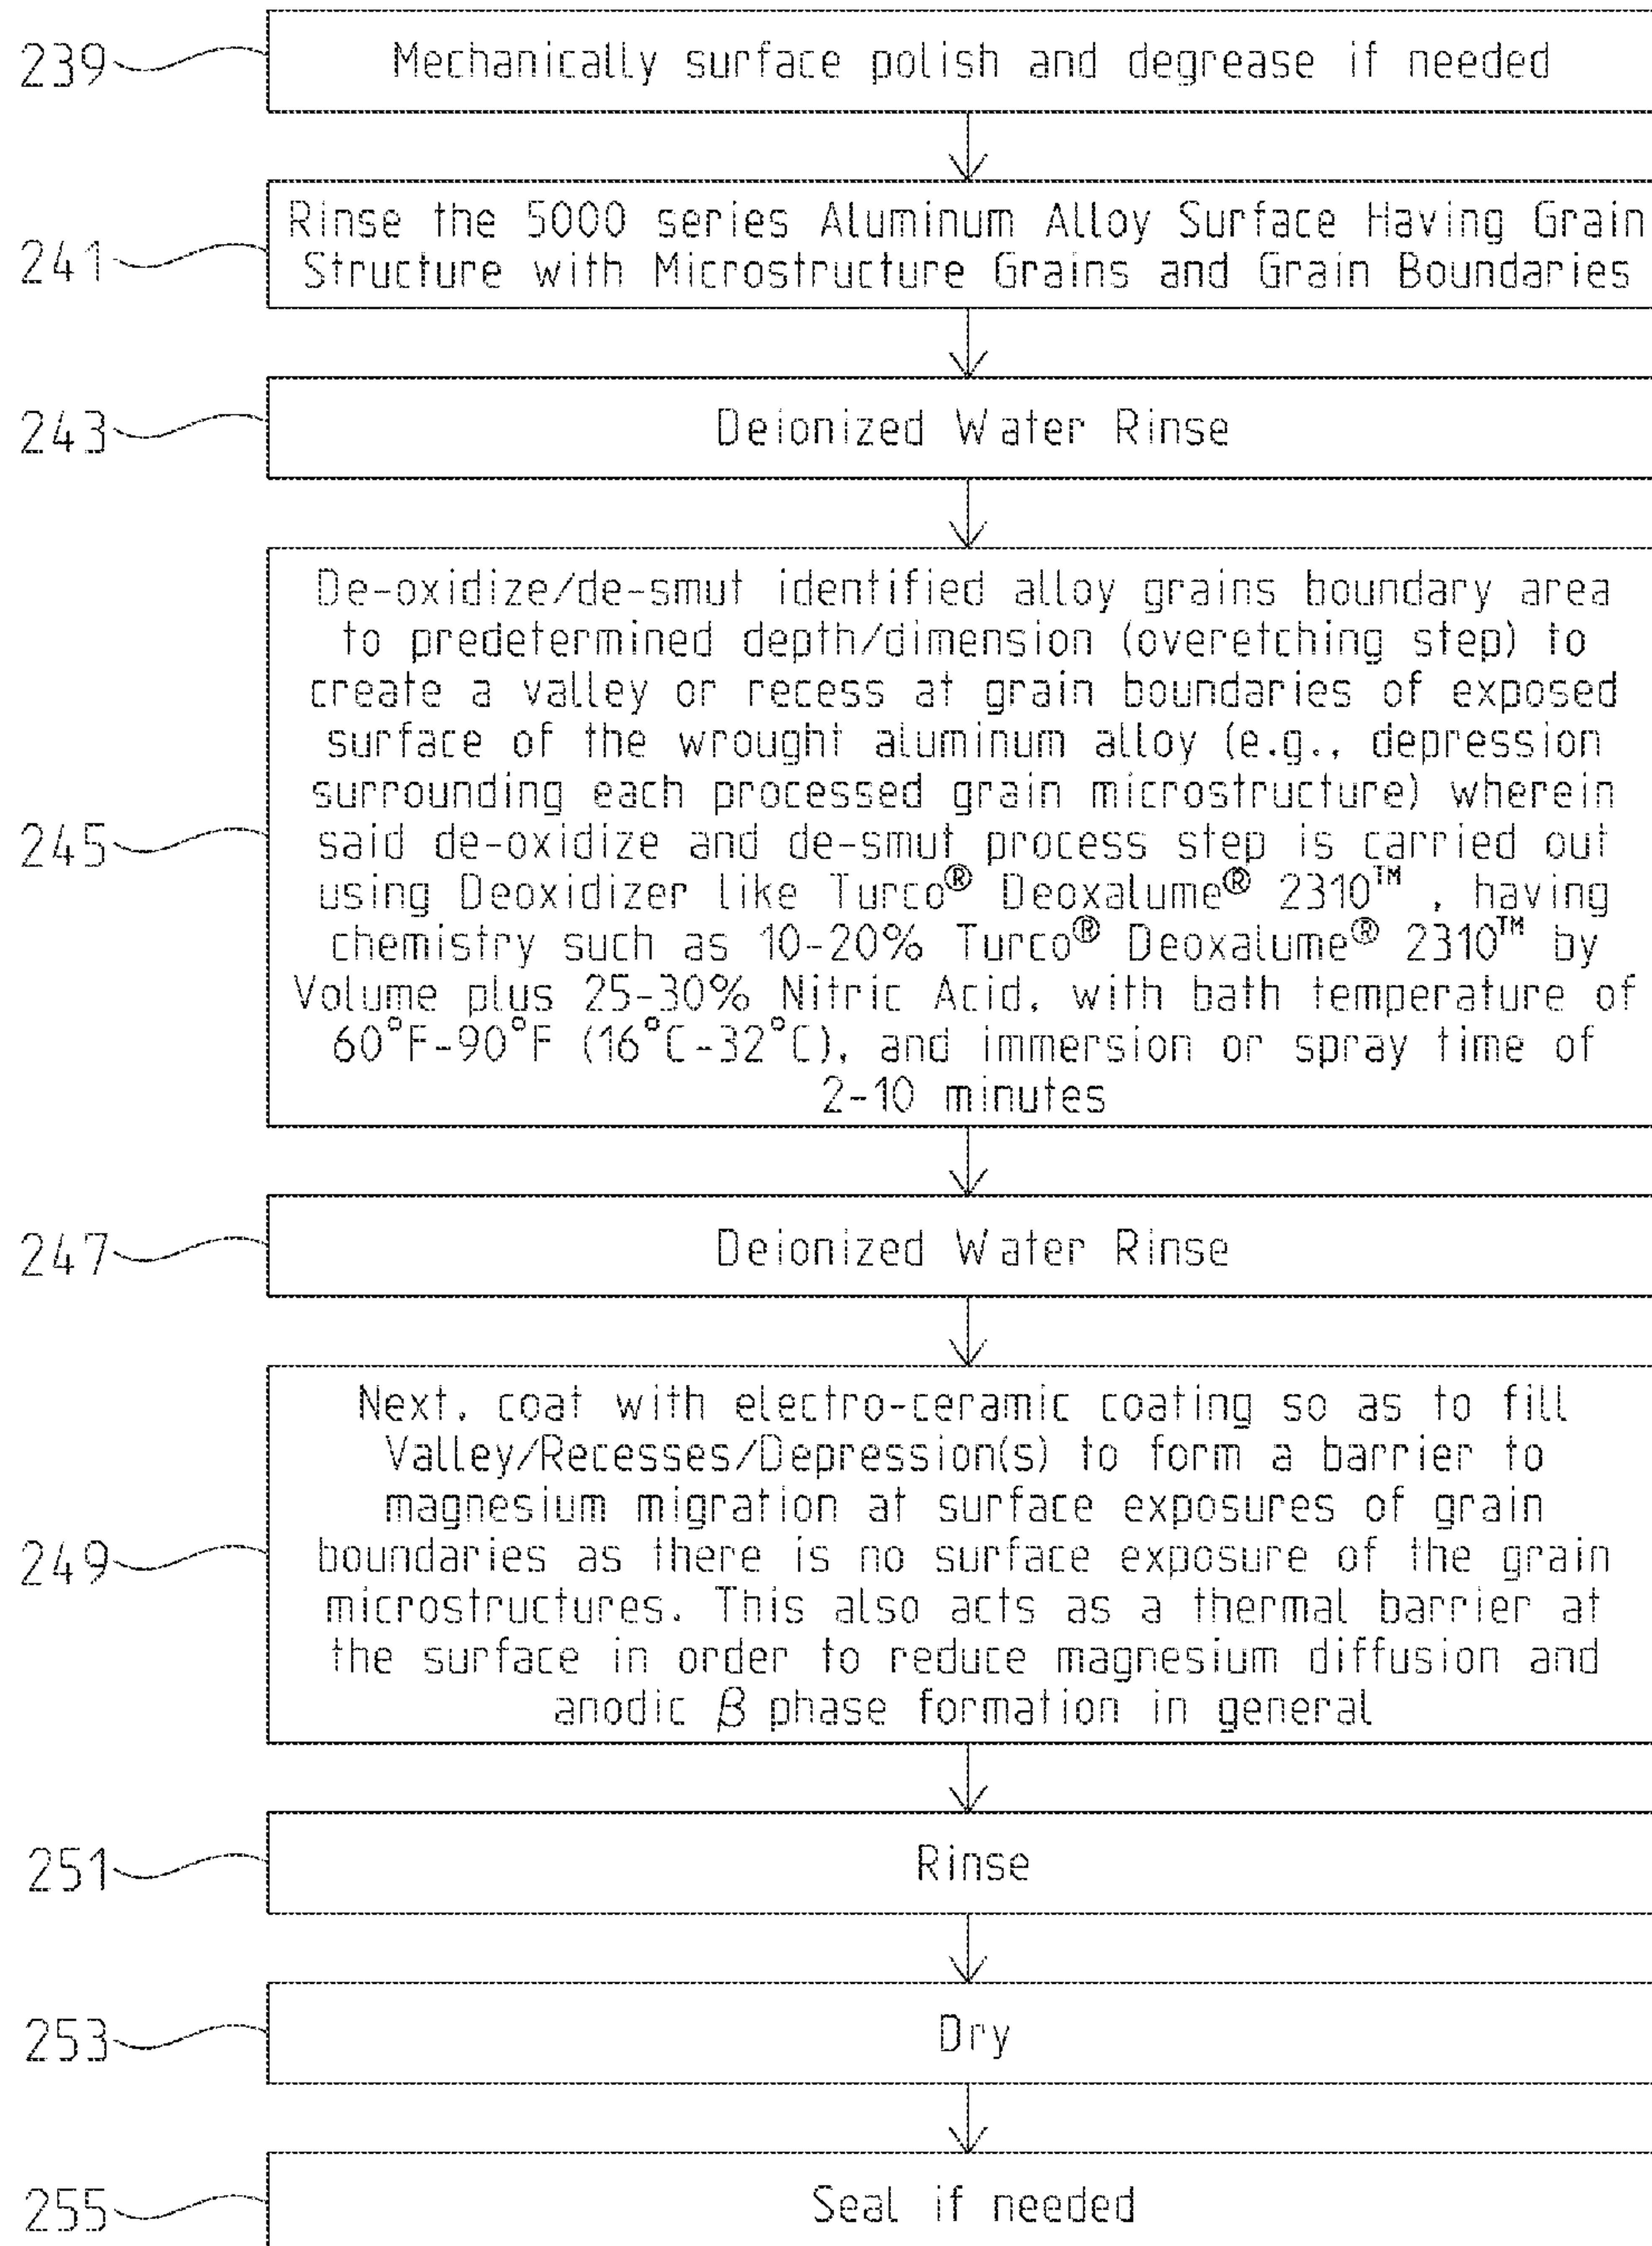 239
Mechanically surface polish and degrease if needed
241
Rinse the 5000 series Aluminum Alloy Surface Having Grain
Structure with Microstructure Grains and Grain Boundaries
243
Deionized Water Rinse
245
De-oxidize/de-smut identified alloy grains boundary area
to predetermined depth/dimension (overetching step) to
create a valley or recess at grain boundaries of exposed
surface of the wrought aluminum alloy (e.g., depression
surrounding each processed grain microstructure) wherein
said de-oxidize and de-smut process step is carried out
using Deoxidizer like Turco® Deoxalume® 2310™ , having
chemistry such as 10-20% Turco® Deoxalume® 2310™ by
Volume plus 25-30% Nitric Acid, with bath temperature of
60°F-90°F (16°C-32°C), and immersion or spray time of
2-10 minutes
247
Deionized Water Rinse
249
Next, coat with electro-ceramic coating so as to fill
Valley/Recesses/Depression(s) to form a barrier to
magnesium migration at surface exposures of grain
boundaries as there is no surface exposure of the grain
microstructures. This also acts as a thermal barrier at
the surface in order to reduce magnesium diffusion and
anodic β phase formation in general
251
Rinse
253
Dry
255
Seal if needed